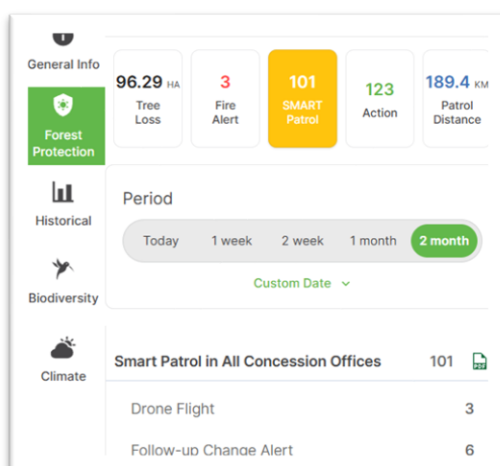 General Info
Forest
Protection
Historical
Biodiversity
Climate
96.29 HA
Tree
Loss
3
Fire
Alert
101
SMART
Patrol
123
Action
189.4 KM
Patrol
Distance
Period
Today 1 week 2 week 1 month 2 month
Custom Date
Smart Patrol in All Concession Offices 101 PDF
Drone Flight 3
Follow-up Change Alert 6